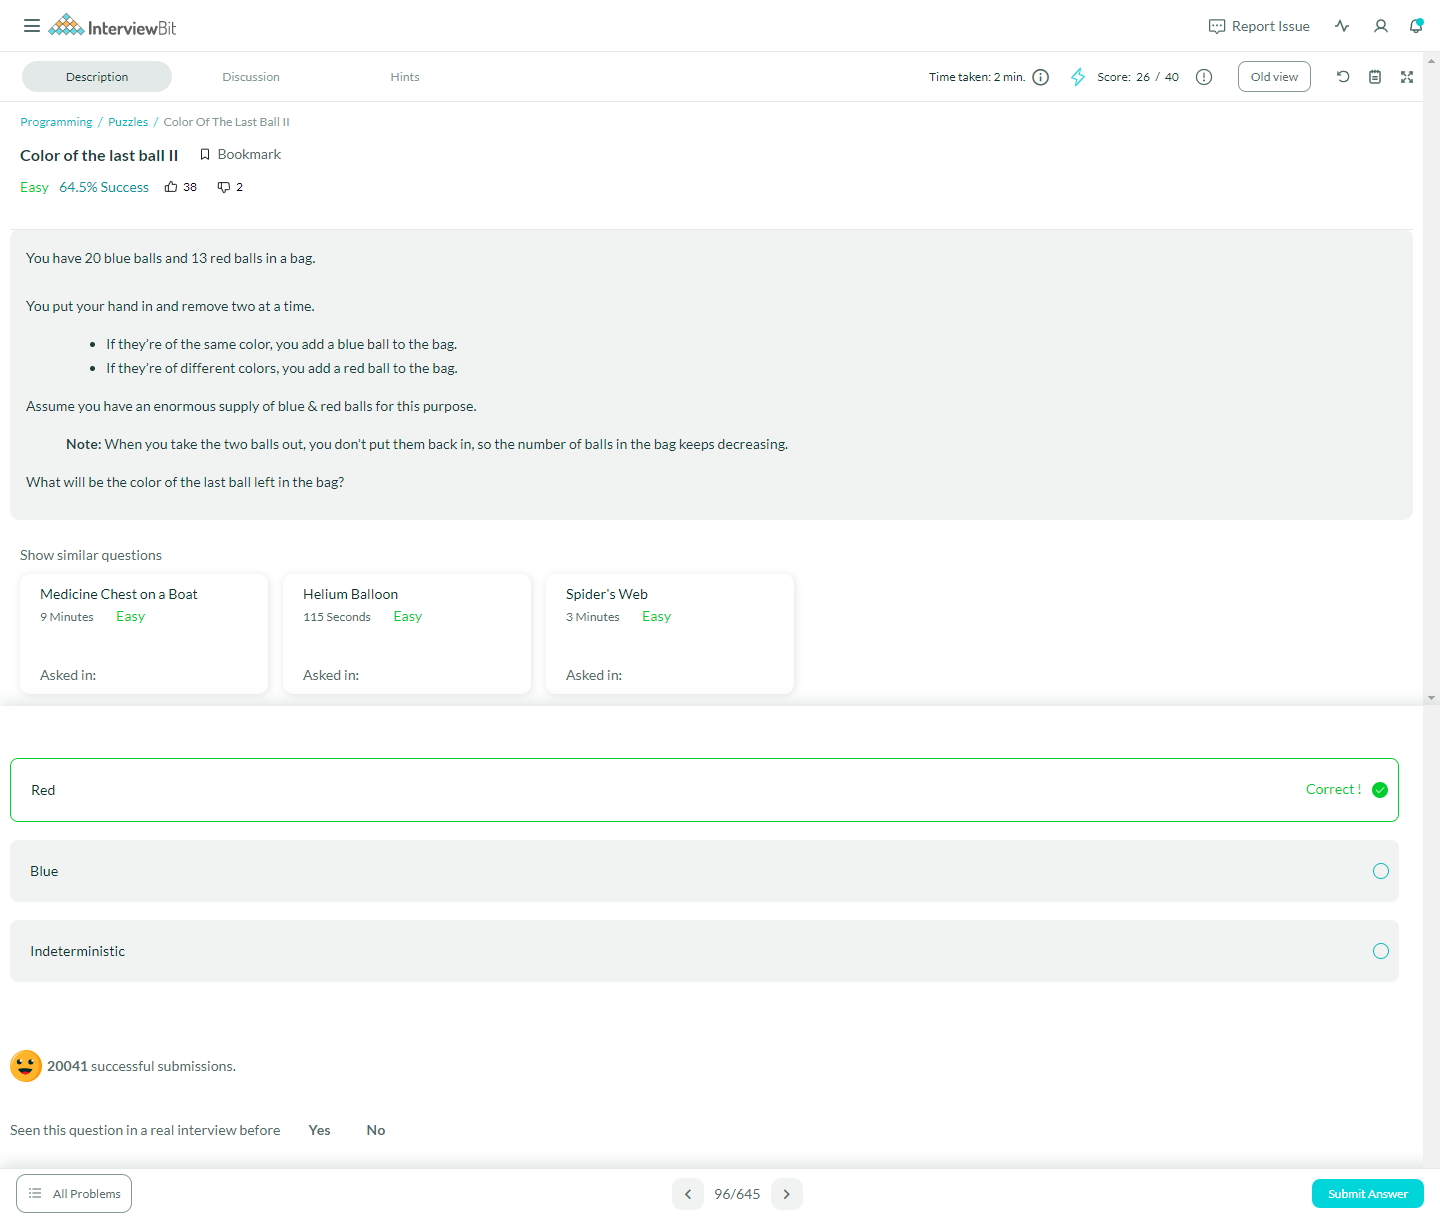 InterviewBit
Report Issue
Description
Discussion
Hints
Time taken: 2 min.
Score: 26 / 40
Old view
Programming / Puzzles / Color Of The Last Ball II
Color of the last ball II
Bookmark
Easy 64.5% Success 38 2
You have 20 blue balls and 13 red balls in a bag.
You put your hand in and remove two at a time.
• If they’re of the same color, you add a blue ball to the bag.
• If they’re of different colors, you add a red ball to the bag.
Assume you have an enormous supply of blue & red balls for this purpose.
Note: When you take the two balls out, you don’t put them back in, so the number of balls in the bag keeps decreasing.
What will be the color of the last ball left in the bag?
Show similar questions
Medicine Chest on a Boat
9 Minutes Easy
Asked in:
Helium Balloon
115 Seconds Easy
Asked in:
Spider's Web
3 Minutes Easy
Asked in:
Red
Correct !
Blue
Indeterministic
20041 successful submissions.
Seen this question in a real interview before Yes No
All Problems
96/645
Submit Answer